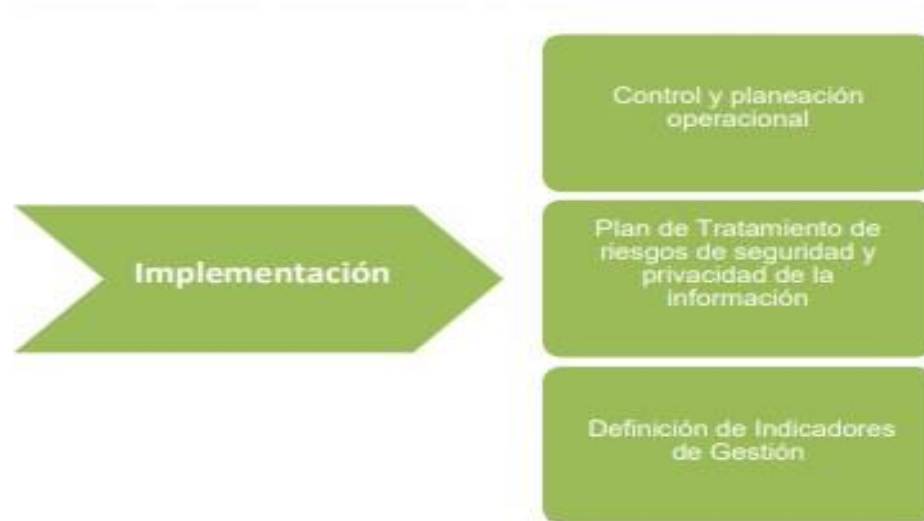 Implementación
Control y planeación
operacional
Plan de Tratamiento de
riesgos de seguridad y
privacidad de la
información
Definición de Indicadores
de Gestión